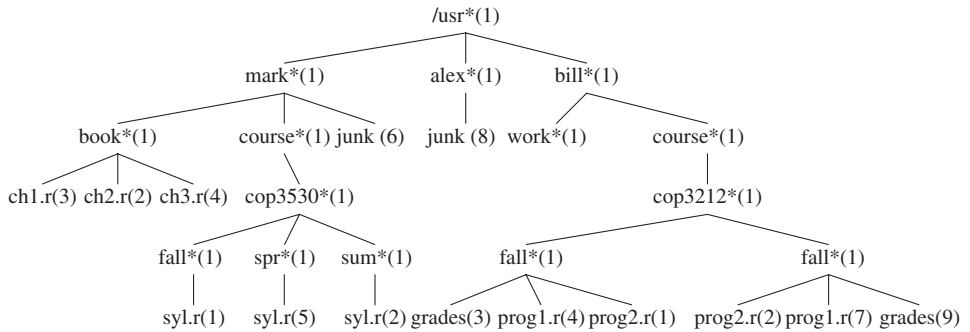 /usr*(1)
mark*(1) alex*(1) bill*(1)
book*(1) course*(1) junk (6) junk (8) work*(1) course*(1)
ch1.r(3) ch2.r(2) ch3.r(4) cop3530*(1) cop3212*(1)
fall*(1) spr*(1) sum*(1) fall*(1) fall*(1)
syl.r(1) syl.r(5) syl.r(2) grades(3) prog1.r(4) prog2.r(1) prog2.r(2) prog1.r(7) grades(9)